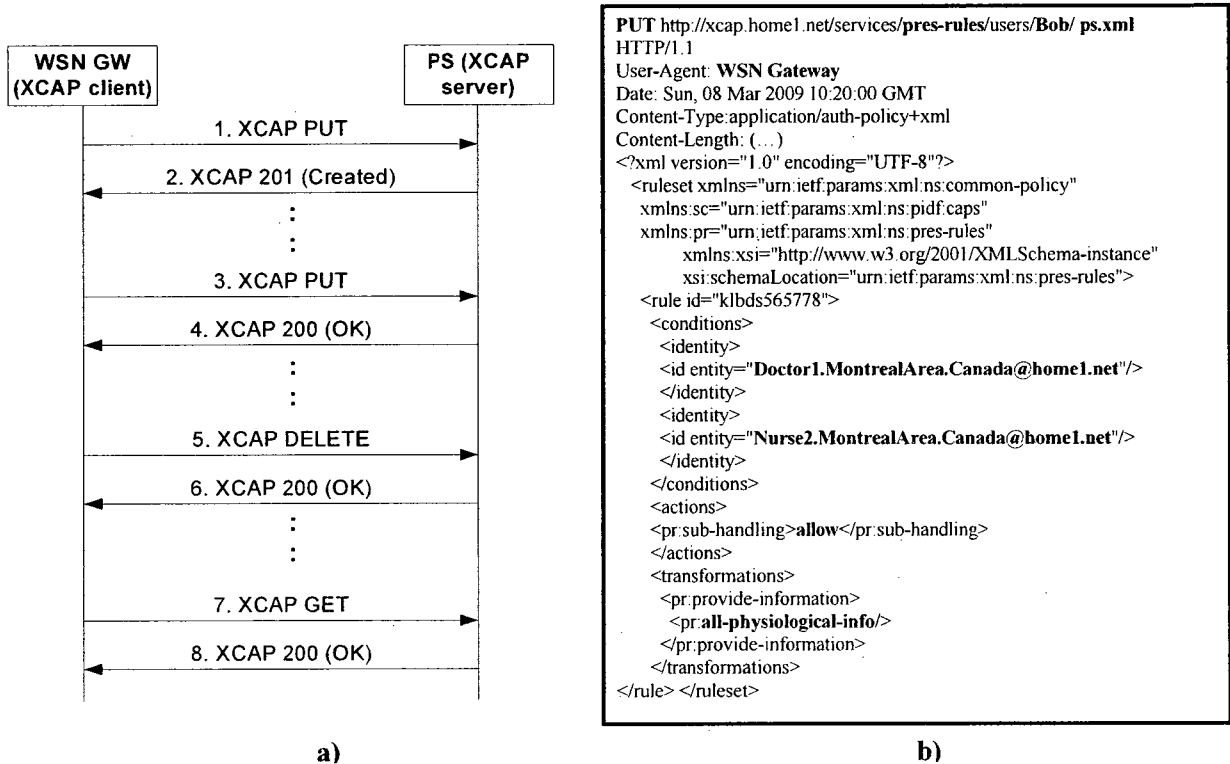 WSN GW
(XCAP client)
PS (XCAP
server)
1. XCAP PUT
2. XCAP 201 (Created)
3. XCAP PUT
4. XCAP 200 (OK)
5. XCAP DELETE
6. XCAP 200 (OK)
7. XCAP GET
8. XCAP 200 (OK)
a)
PUT http://xcap.home1.net/services/pres-rules/users/Bob/ ps.xml
HTTP/1.1
User-Agent: WSN Gateway
Date: Sun, 08 Mar 2009 10:20:00 GMT
Content-Type:application/auth-policy+xml
Content-Length: (...)
<?xml version="1.0" encoding="UTF-8"?>
<ruleset xmlns="urn:ietf:params:xml:ns:common-policy"
xmlns:sc="urn:ietf:params:xml:ns:pidf:caps"
xmlns:pr="urn:ietf:params:xml:ns:pres-rules"
xmlns:xsi="http://www.w3.org/2001/XMLSchema-instance"
xsi:schemaLocation="urn:ietf:params:xml:ns:pres-rules">
<rule id="klbds565778">
<conditions>
<identity>
<id entity="Doctor1.MontrealArea.Canada@home1.net"/>
</identity>
<identity>
<id entity="Nurse2.MontrealArea.Canada@home1.net"/>
</identity>
</conditions>
<actions>
<pr:sub-handling>allow</pr:sub-handling>
</actions>
<transformations>
<pr:provide-information>
<pr:all-physiological-info/>
</pr:provide-information>
</transformations>
</rule> </ruleset>
b)